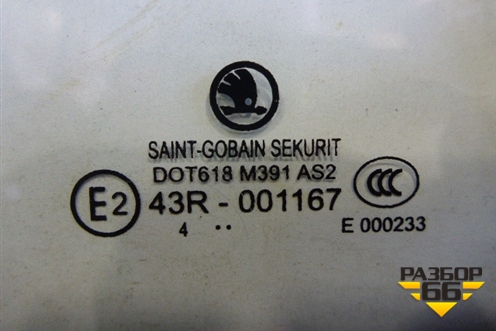 SAINT-GOBAIN SEKURIT
DOT618 M391 AS2
E2 43R - 001167 CCC
4 .. E 000233
РАЗБОР
66